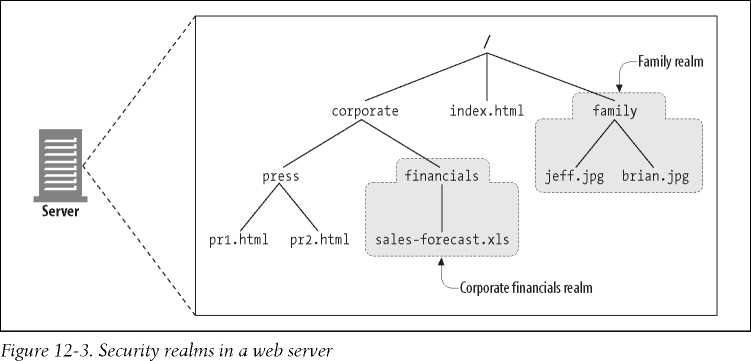 /
Family realm
corporate
index.html
family
press
financials
jeff.jpg
brian.jpg
Server
pr1.html
pr2.html
sales-forecast.xls
Corporate financials realm
Figure 12-3. Security realms in a web server